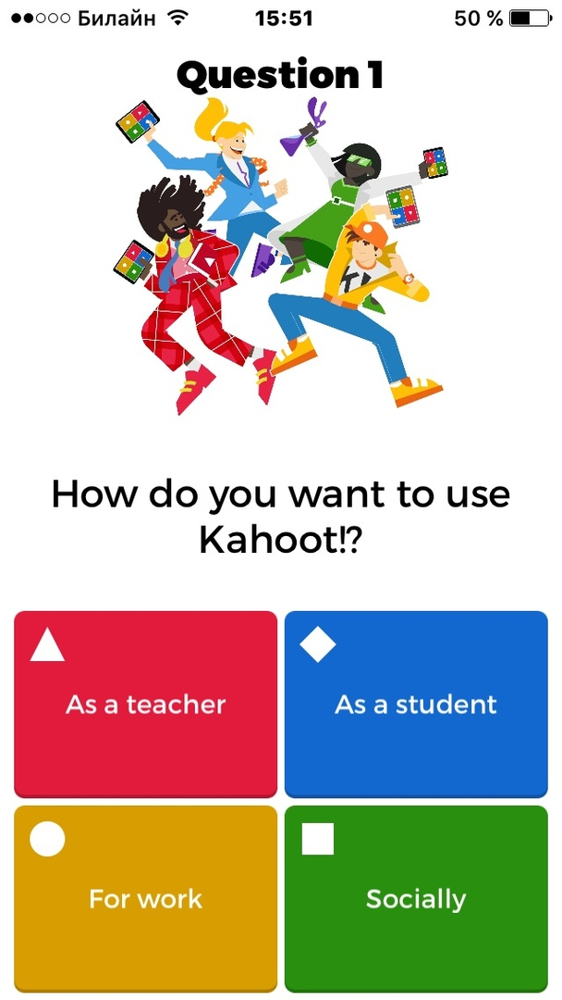 Билайн 15:51 50 %
Question 1
How do you want to use
Kahoot!?
As a teacher
As a student
For work
Socially